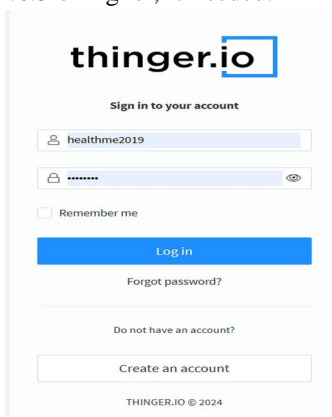 thinger.io
Sign in to your account
healthme2019
••••••••
Remember me
Log in
Forgot password?
Do not have an account?
Create an account
THINGER.IO © 2024